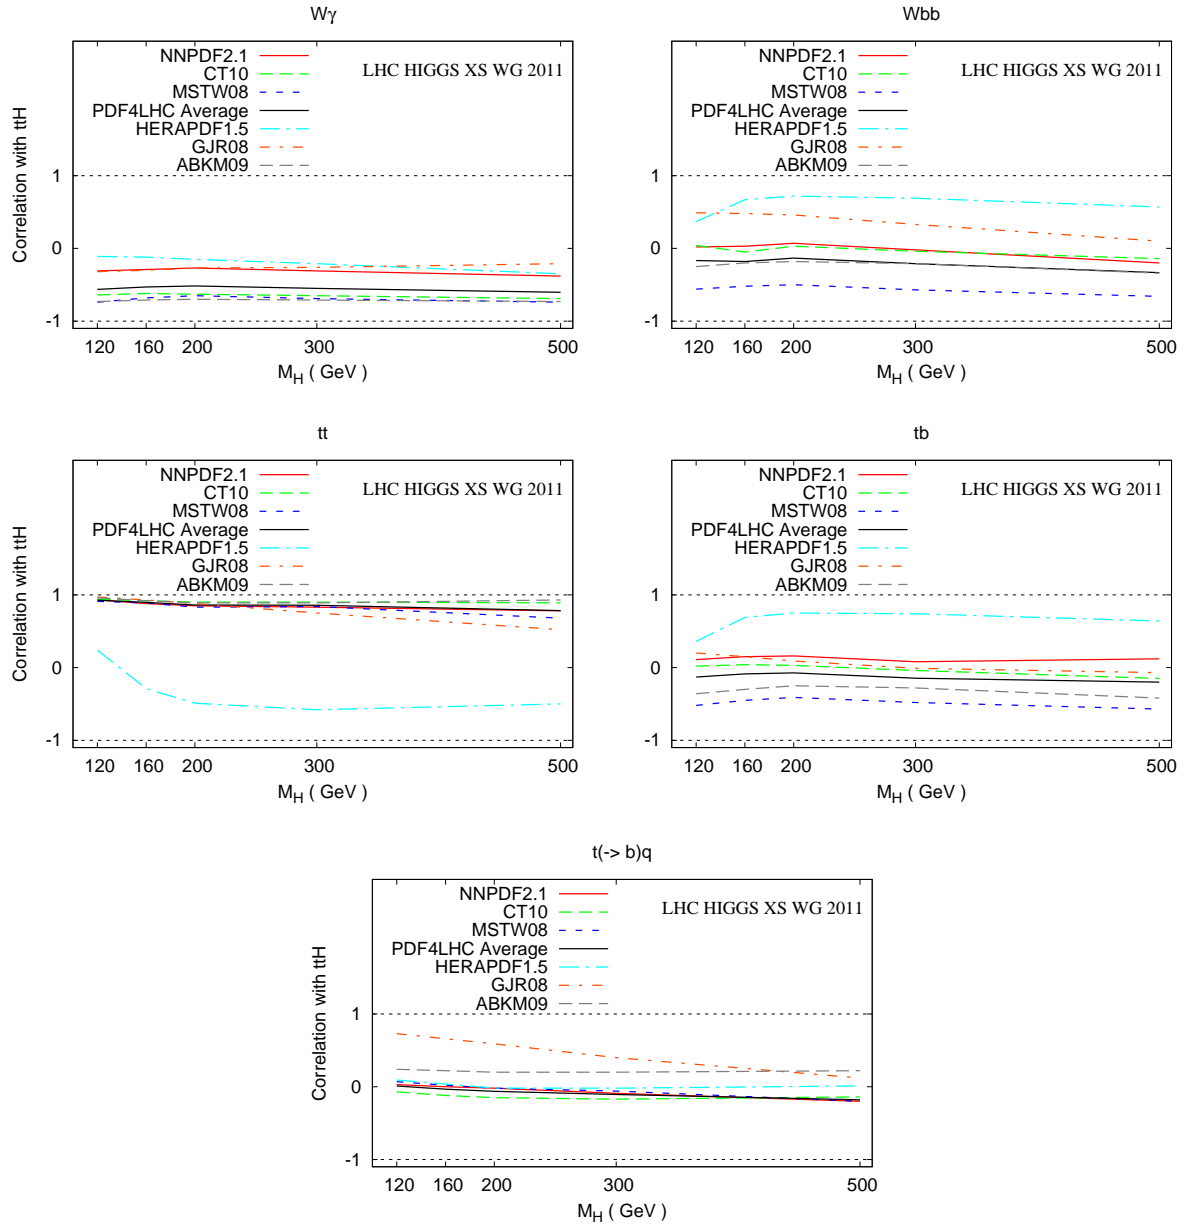 Wγ
NNPDF2.1
CT10
MSTW08
PDF4LHC Average
HERAPDF1.5
GJR08
ABKM09
LHC HIGGS XS WG 2011
Correlation with ttH
1
0
-1
120 160 200 300 500
M_H ( GeV )
Wbb
NNPDF2.1
CT10
MSTW08
PDF4LHC Average
HERAPDF1.5
GJR08
ABKM09
LHC HIGGS XS WG 2011
1
0
-1
120 160 200 300 500
M_H ( GeV )
tt
NNPDF2.1
CT10
MSTW08
PDF4LHC Average
HERAPDF1.5
GJR08
ABKM09
LHC HIGGS XS WG 2011
Correlation with ttH
1
0
-1
120 160 200 300 500
M_H ( GeV )
tb
NNPDF2.1
CT10
MSTW08
PDF4LHC Average
HERAPDF1.5
GJR08
ABKM09
LHC HIGGS XS WG 2011
1
0
-1
120 160 200 300 500
M_H ( GeV )
t(-> b)q
NNPDF2.1
CT10
MSTW08
PDF4LHC Average
HERAPDF1.5
GJR08
ABKM09
LHC HIGGS XS WG 2011
Correlation with ttH
1
0
-1
120 160 200 300 500
M_H ( GeV )